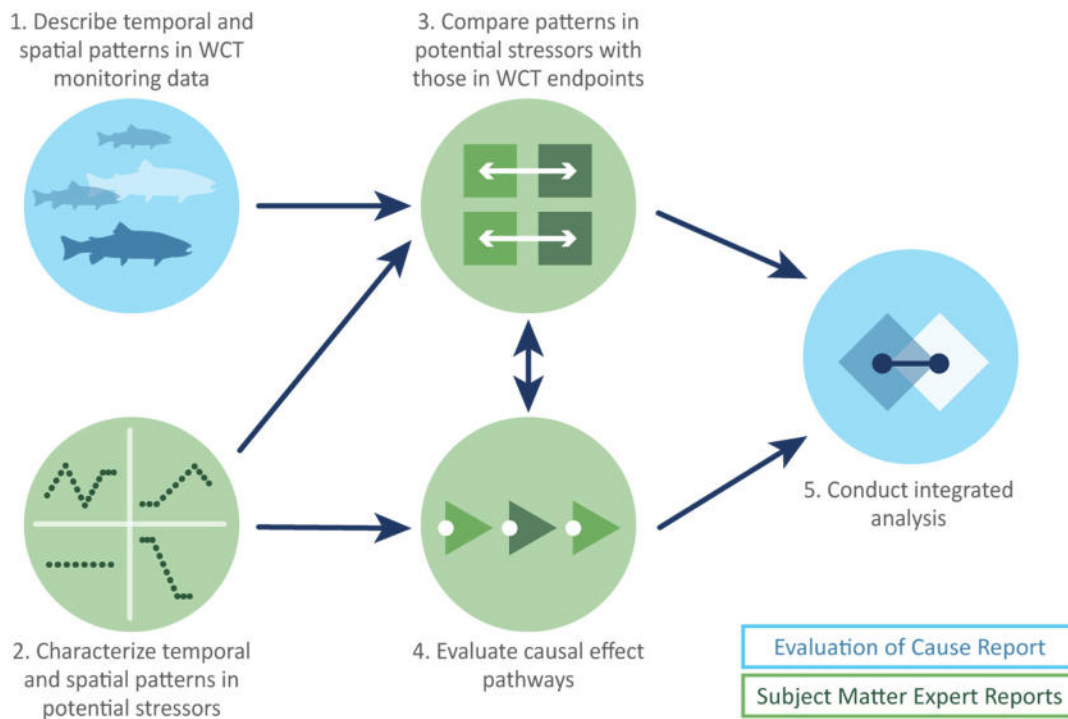 1. Describe temporal and
spatial patterns in WCT
monitoring data
3. Compare patterns in
potential stressors with
those in WCT endpoints
5. Conduct integrated
analysis
2. Characterize temporal
and spatial patterns in
potential stressors
4. Evaluate causal effect
pathways
Evaluation of Cause Report
Subject Matter Expert Reports